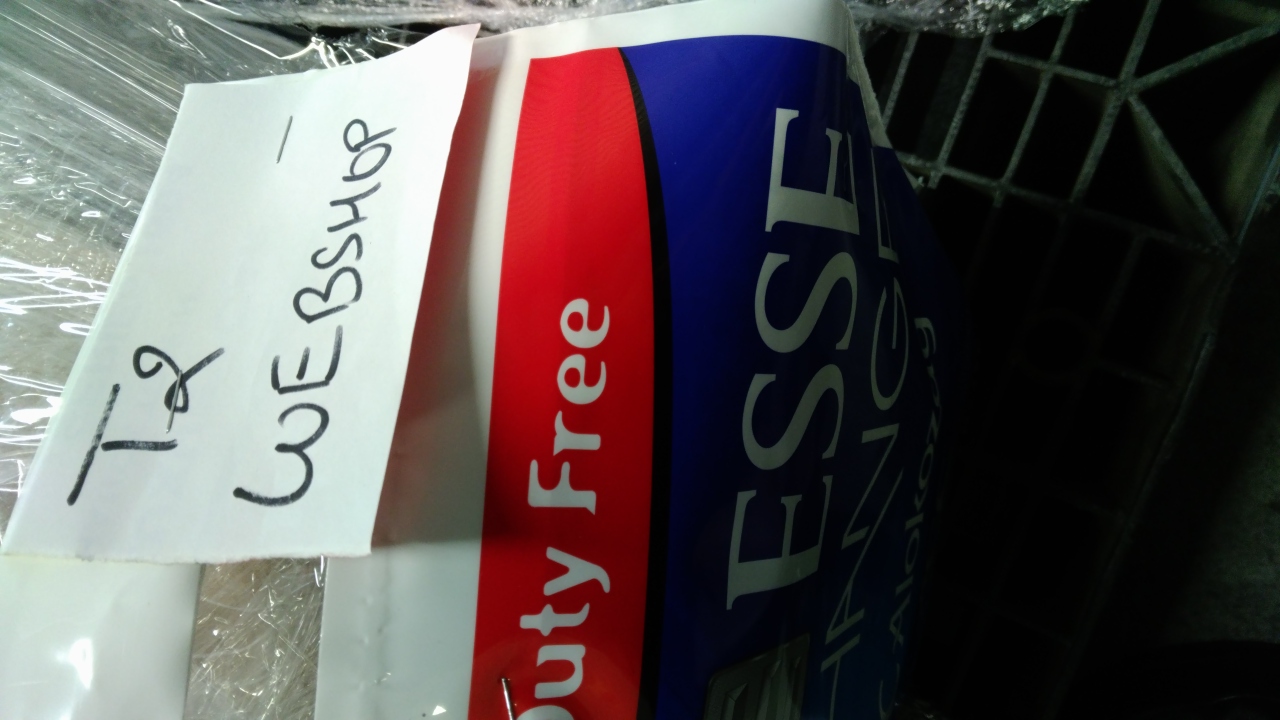 T2 -
WEBSHOP
Duty Free
ESSE